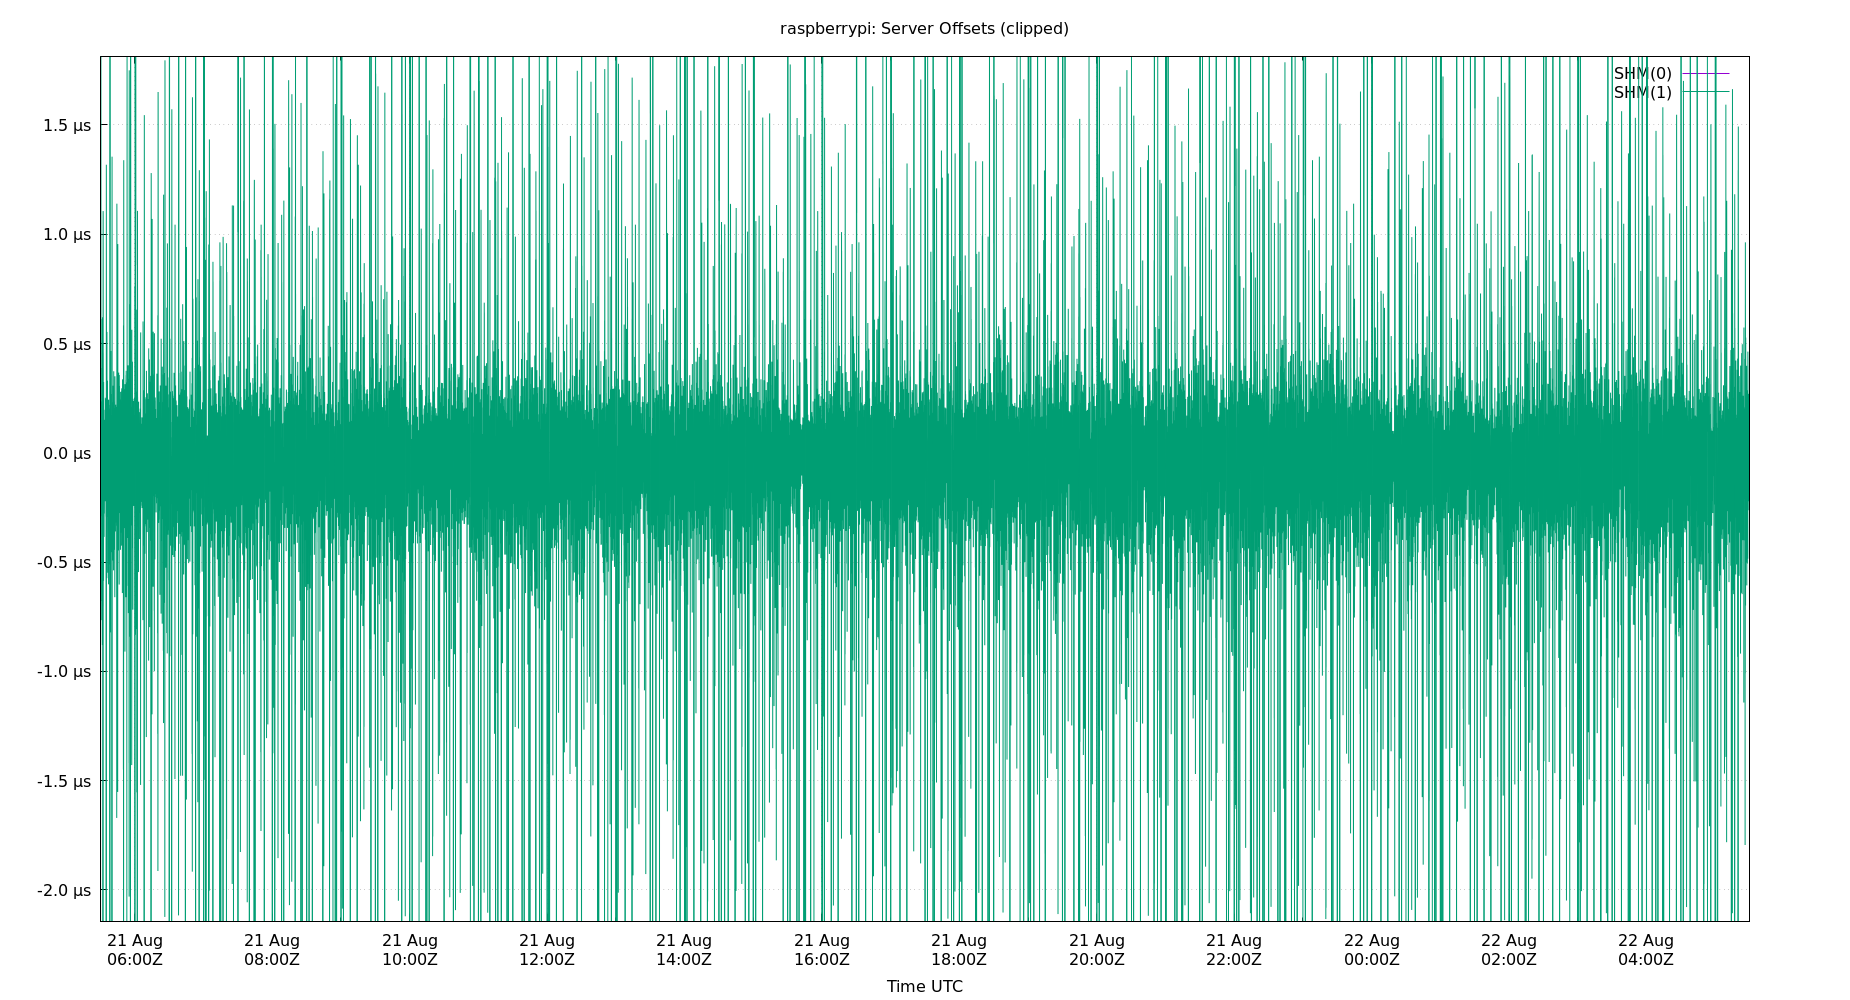 raspberrypi: Server Offsets (clipped)
SHM(0)
SHM(1)
1.5 µs
1.0 µs
0.5 µs
0.0 µs
-0.5 µs
-1.0 µs
-1.5 µs
-2.0 µs
21 Aug 21 Aug 21 Aug 21 Aug 21 Aug 21 Aug 21 Aug 21 Aug 21 Aug 22 Aug 22 Aug 22 Aug
06:00Z 08:00Z 10:00Z 12:00Z 14:00Z 16:00Z 18:00Z 20:00Z 22:00Z 00:00Z 02:00Z 04:00Z
Time UTC